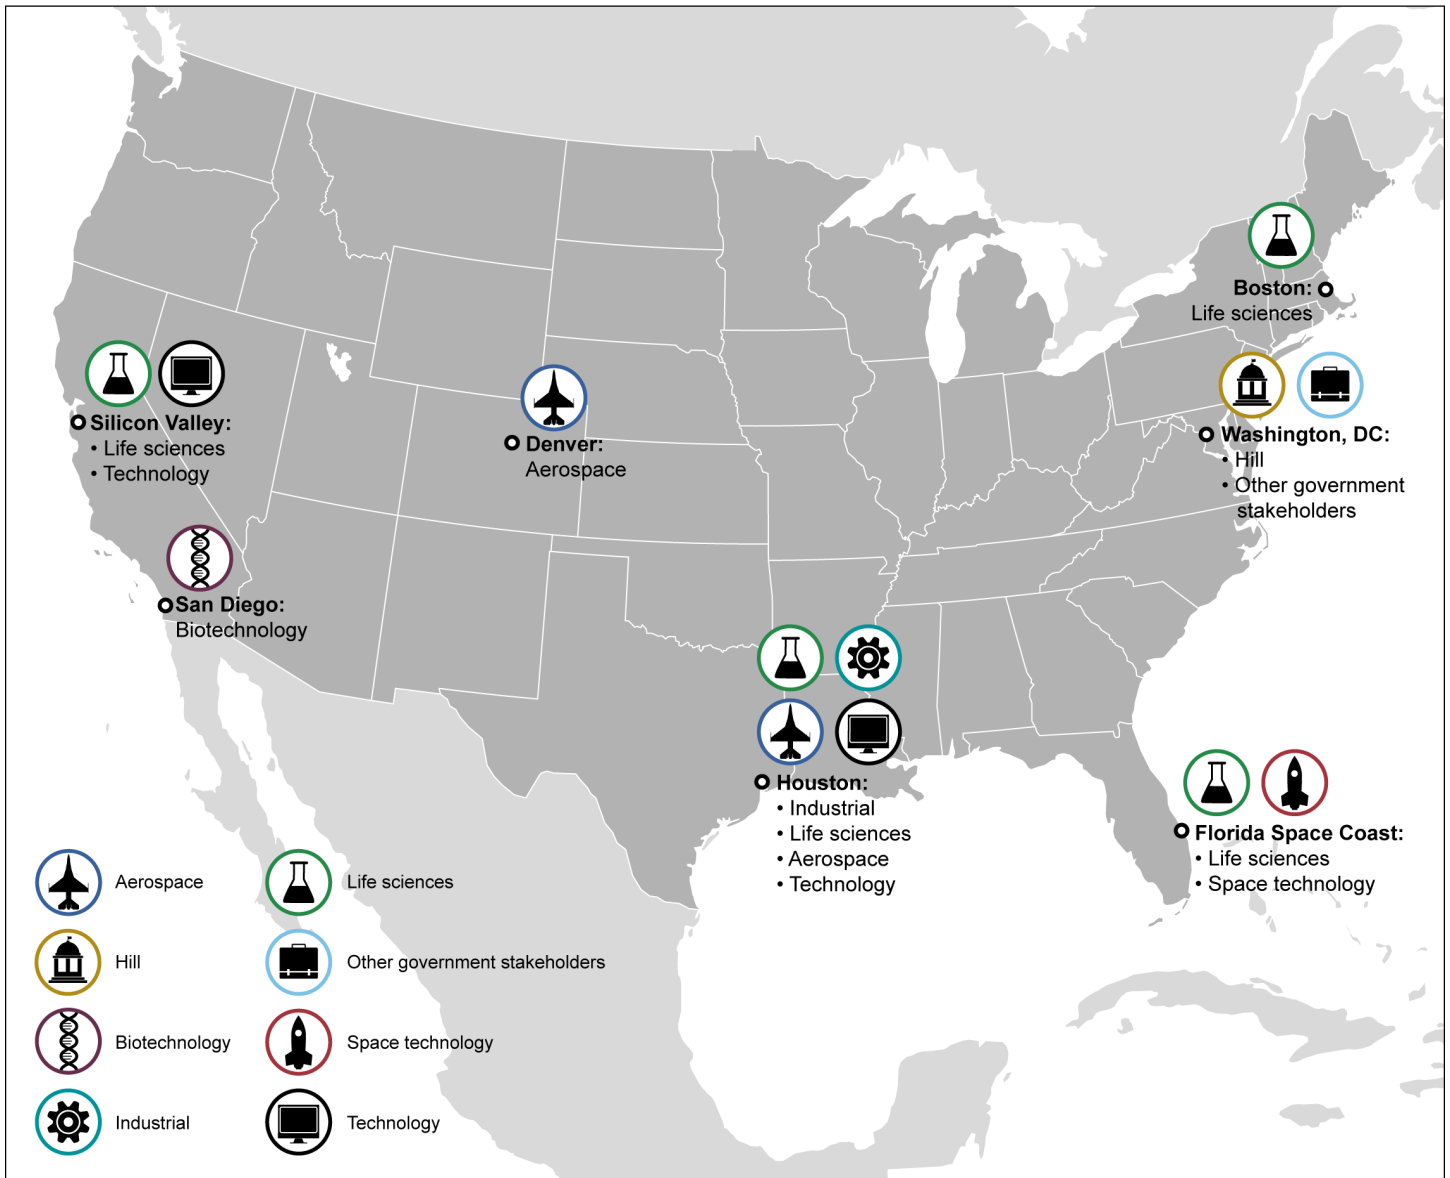 Boston:
Life sciences
Silicon Valley:
• Life sciences
• Technology
Denver:
Aerospace
Washington, DC:
• Hill
• Other government
stakeholders
San Diego:
Biotechnology
Houston:
• Industrial
• Life sciences
• Aerospace
• Technology
Florida Space Coast:
• Life sciences
• Space technology
Aerospace
Life sciences
Hill
Other government stakeholders
Biotechnology
Space technology
Industrial
Technology